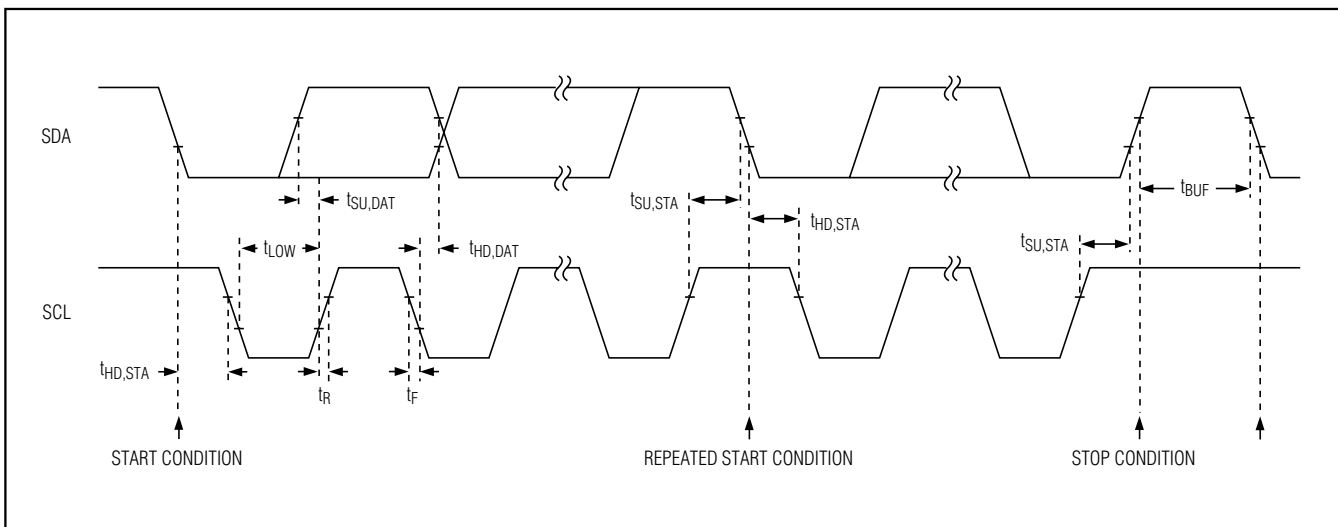 SDA
tSU,DAT
tSU,STA
tBUF
tHD,STA
tLOW
tHD,DAT
tSU,STA
SCL
tHD,STA
tR
tF
START CONDITION
REPEATED START CONDITION
STOP CONDITION